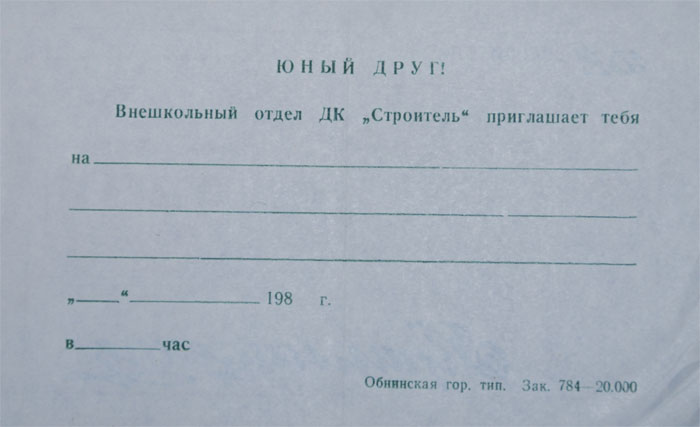 ЮНЫЙ ДРУГ!
Внешкольный отдел ДК „Строитель“ приглашает тебя
на
„ “ 198 г.
в час
Обнинская гор. тип. Зак. 784—20.000